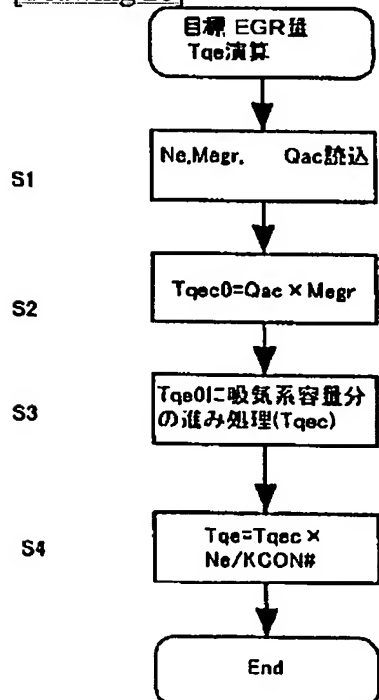 目標 EGR量
Tqe演算
S1
Ne,Megr, Qac読込
S2
Tqec0=Qac × Megr
S3
Tqe0に吸気系容量分
の進み処理(Tqec)
S4
Tqe=Tqec ×
Ne/KCON#
End